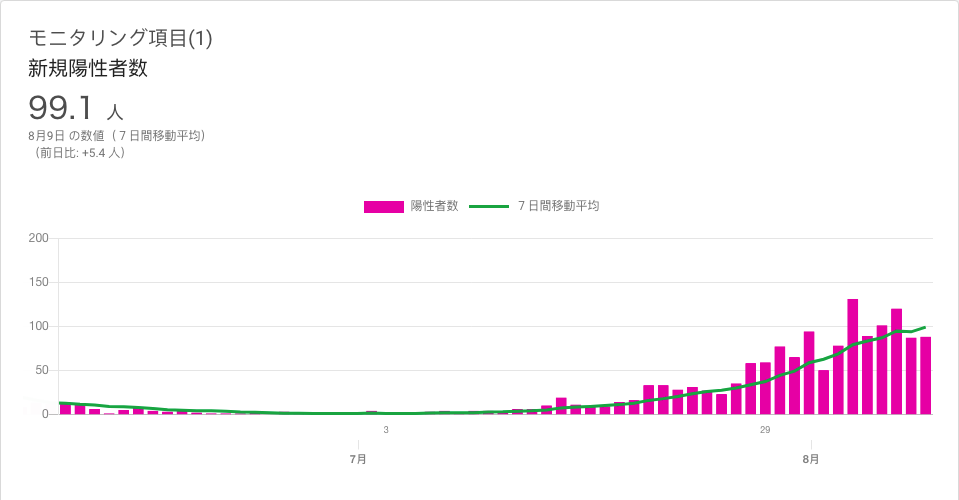 モニタリング項目(1)
新規陽性者数
99.1 人
8月9日 の数値（７日間移動平均）
（前日比: +5.4 人）
陽性者数 ７日間移動平均
200
150
100
50
0
3 29
7月 8月